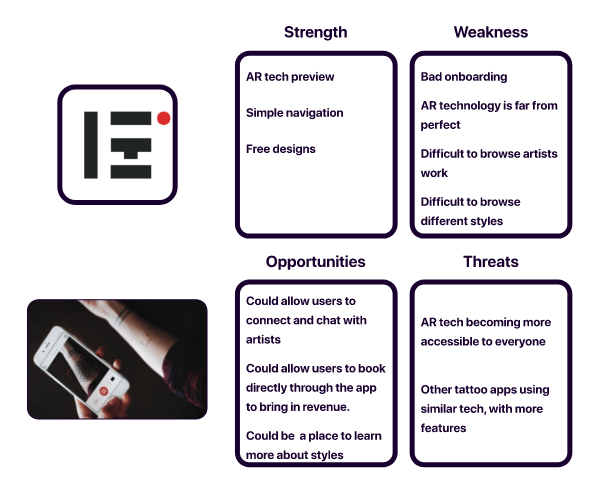 Strength
AR tech preview
Simple navigation
Free designs
Weakness
Bad onboarding
AR technology is far from
perfect
Difficult to browse artists
work
Difficult to browse
different styles
Opportunities
Could allow users to
connect and chat with
artists
Could allow users to book
directly through the app
to bring in revenue.
Could be  a place to learn
more about styles
Threats
AR tech becoming more
accessible to everyone
Other tattoo apps using
similar tech, with more
features